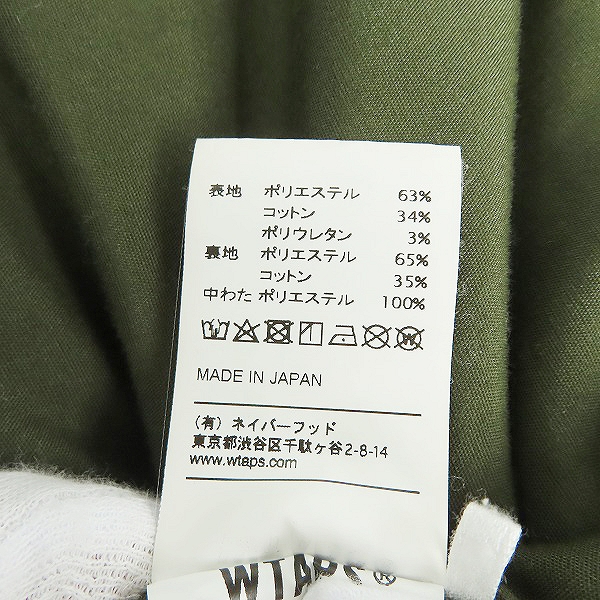 表地 ポリエステル 63%
コットン 34%
ポリウレタン 3%
裏地 ポリエステル 65%
コットン 35%
中わた ポリエステル 100%
MADE IN JAPAN
(有) ネイバーフッド
東京都渋谷区千駄ヶ谷2-8-14
www.wtaps.com
WTAPS®